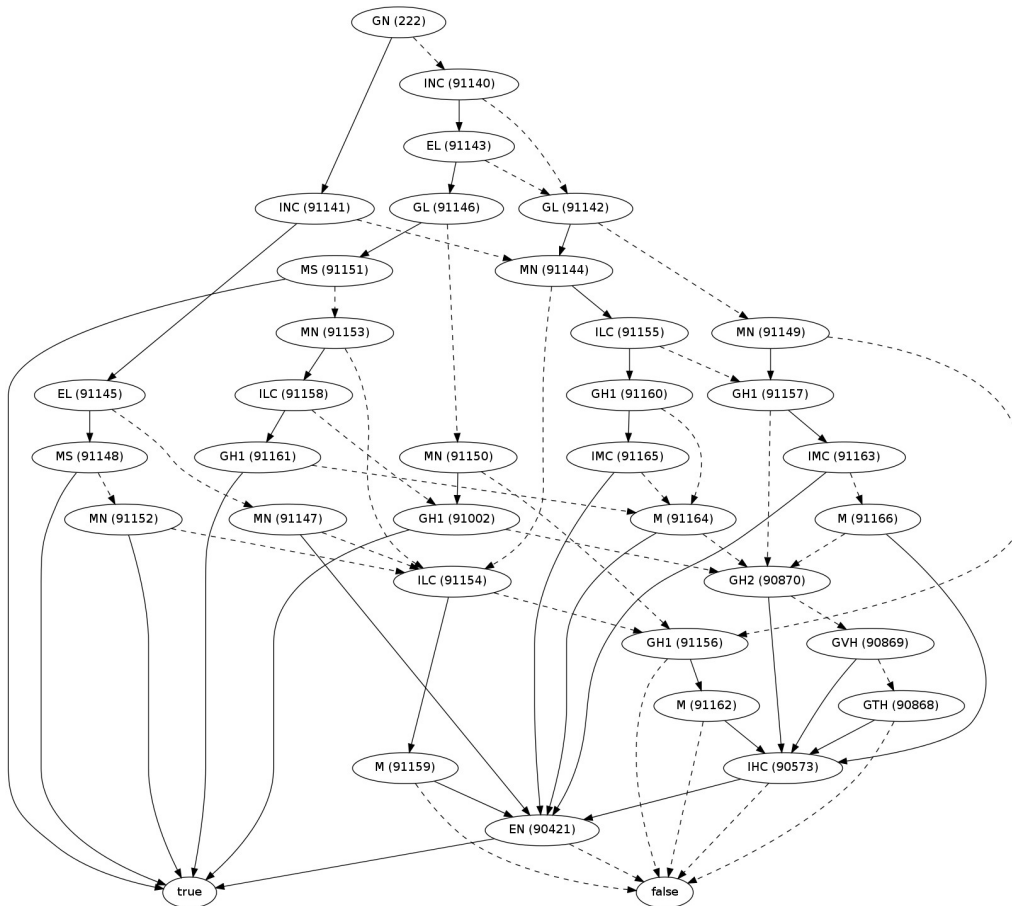 GN (222)
INC (91140)
EL (91143)
INC (91141)
GL (91146)
GL (91142)
MS (91151)
MN (91144)
MN (91153)
ILC (91155)
MN (91149)
EL (91145)
ILC (91158)
GH1 (91160)
GH1 (91157)
MS (91148)
GH1 (91161)
MN (91150)
IMC (91165)
IMC (91163)
MN (91152)
MN (91147)
GH1 (91002)
M (91164)
M (91166)
ILC (91154)
GH2 (90870)
GH1 (91156)
GVH (90869)
M (91162)
GTH (90868)
M (91159)
IHC (90573)
EN (90421)
true
false